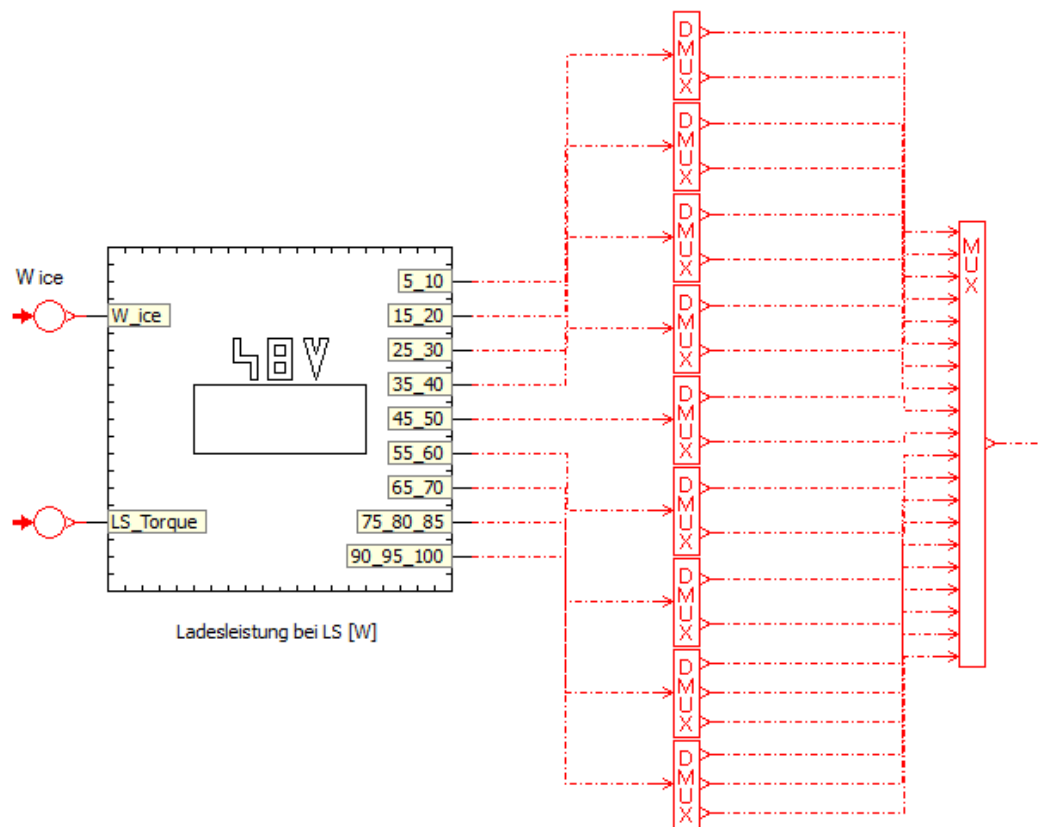 W ice
W_ice
LS_Torque
48V
5_10
15_20
25_30
35_40
45_50
55_60
65_70
75_80_85
90_95_100
Ladesleistung bei LS [W]
DMUX
DMUX
DMUX
DMUX
DMUX
DMUX
DMUX
DMUX
DMUX
MUX